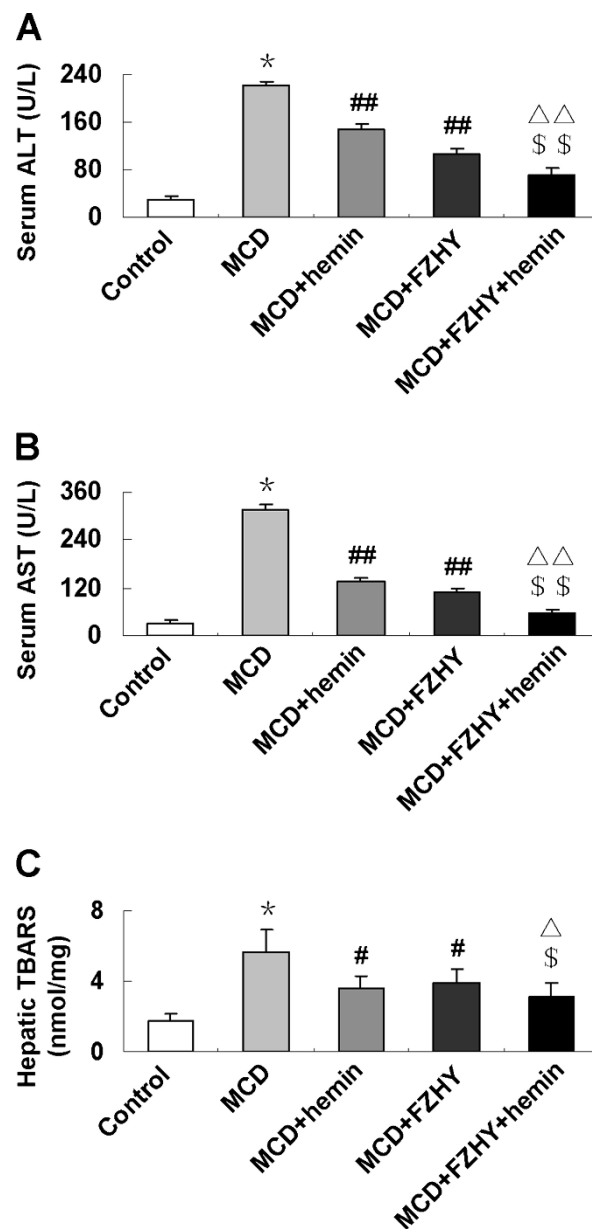 A
Serum ALT (U/L)
240
160
80
0
*
##
##
△ △
$ $
Control
MCD
MCD+hemin
MCD+FZHY
MCD+FZHY+hemin
B
Serum AST (U/L)
360
240
120
0
*
##
##
△△
$ $
Control
MCD
MCD+hemin
MCD+FZHY
MCD+FZHY+hemin
C
Hepatic TBARS
(nmol/mg)
8
4
0
*
#
#
△
$
Control
MCD
MCD+hemin
MCD+FZHY
MCD+FZHY+hemin